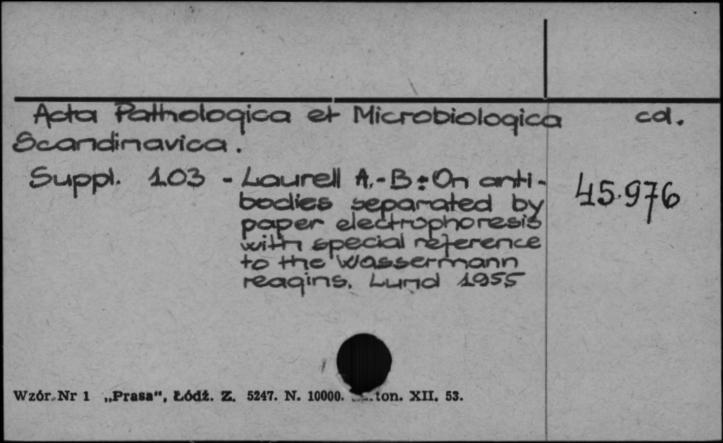 Acta Pathologica et Microbiologica cd.
Scandinavica.
Suppl. 103 - Laurell A.-B: On anti-
bodies separated by
paper electrophoresis
with special reference
to the Wassermann
reagins. Lund 1955
45.976
Wzór Nr 1 „Prasa", Łódź. Z. 5247. N. 10000. ton. XII. 53.